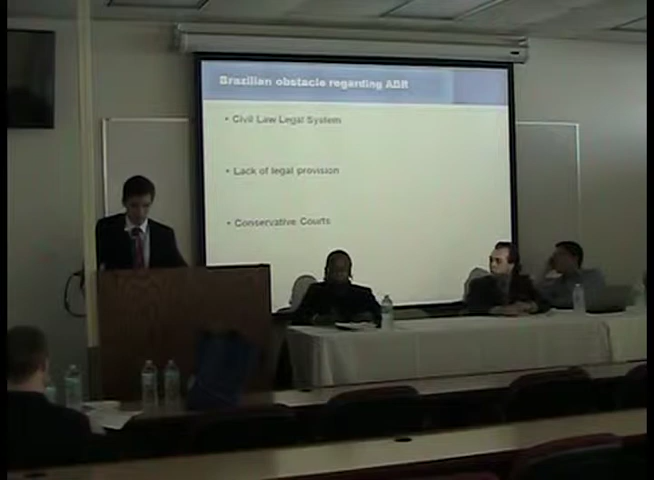 Brazilian obstacle regarding ADR
• Civil Law Legal System
• Lack of legal provision
• Conservative Courts